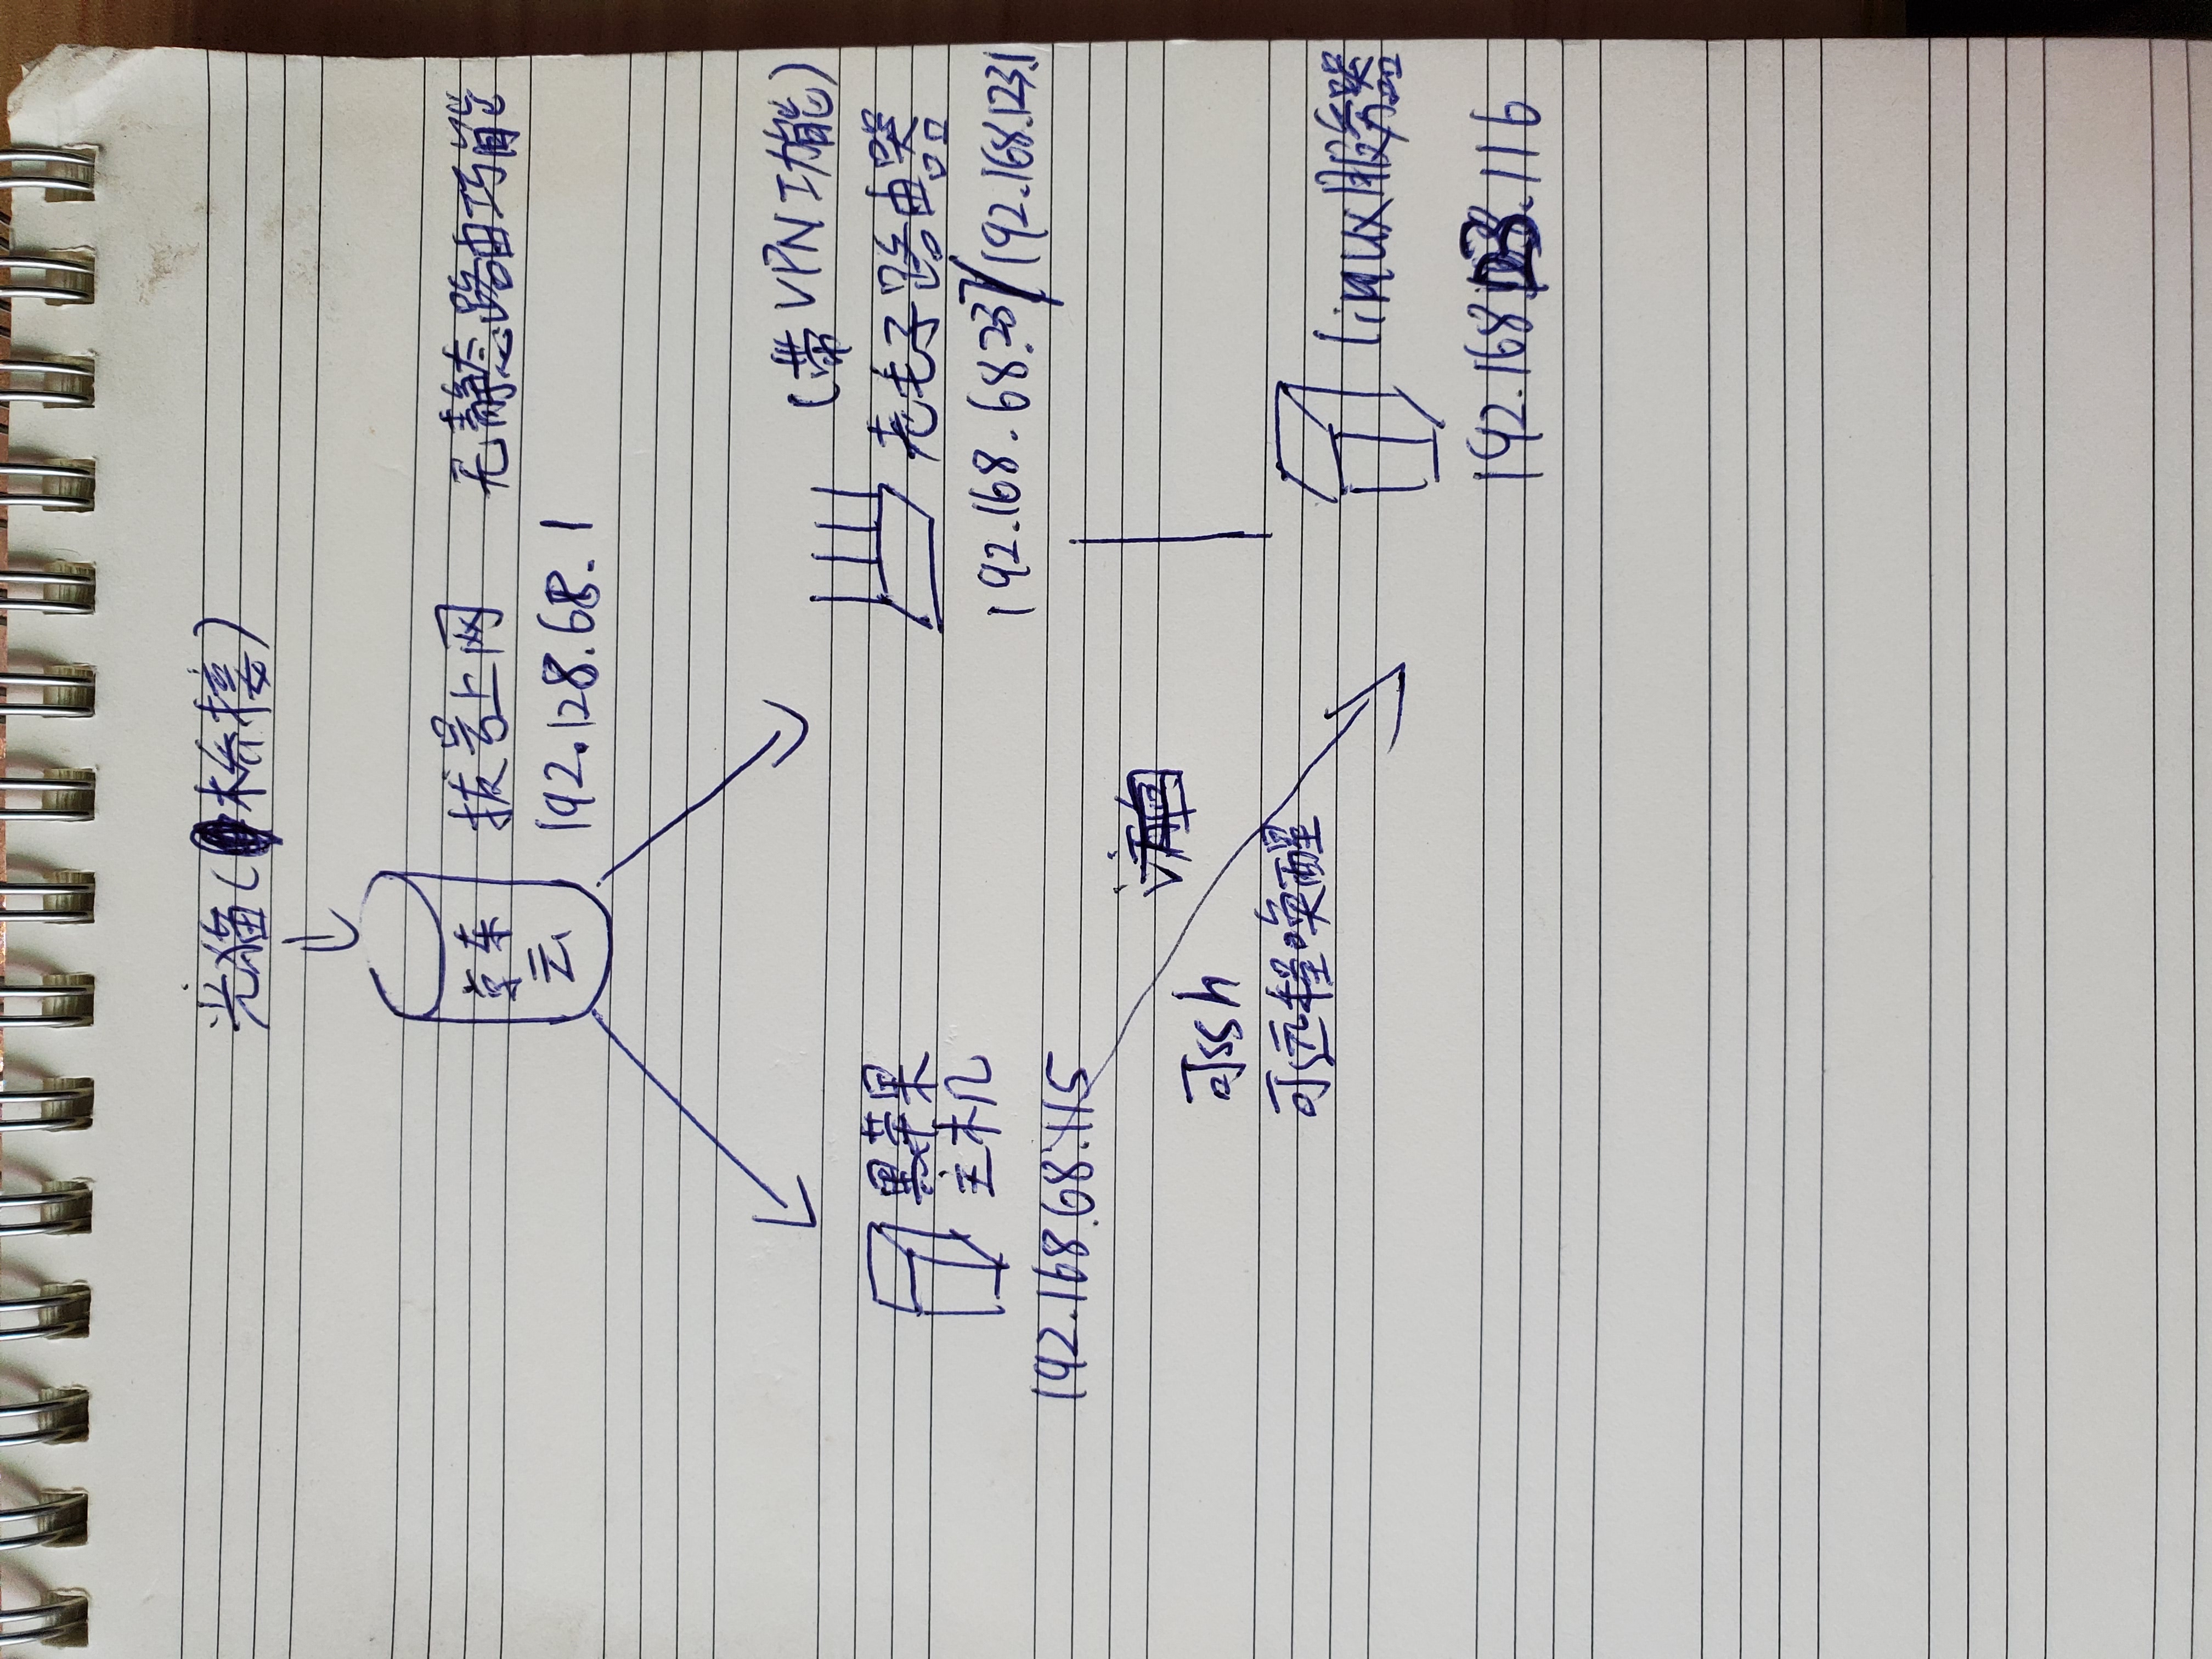 光猫(桥接)
京东云
拨号上网 无静态路由功能
192.128.68.1
(带VPN功能)
黑苹果主机
老毛子路由器
192.168.68.237/192.168.123.1
192.168.68.115
可ssh
可远程唤醒
linux服务器
192.168.123.116